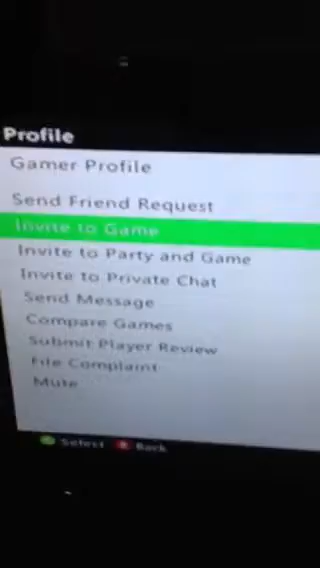 Profile
Gamer Profile
Send Friend Request
Invite to Game
Invite to Party and Game
Invite to Private Chat
Send Message
Compare Games
Submit Player Review
File Complaint
Mute
Select Back